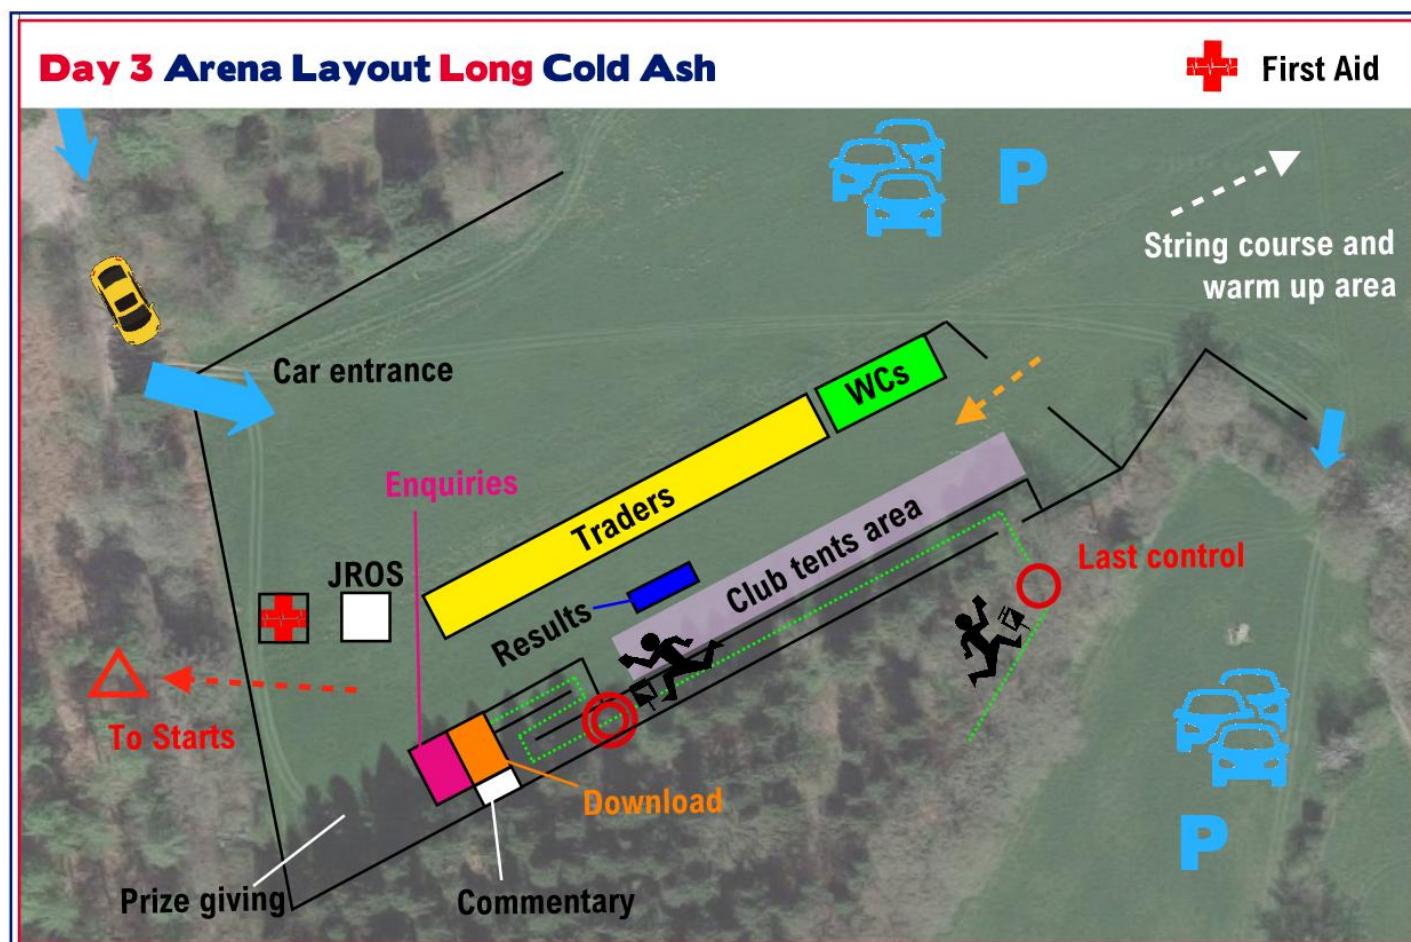 Day 3 Arena Layout Long Cold Ash
First Aid
P
String course and
warm up area
Car entrance
WCs
Enquiries
Traders
Club tents area
JROS
Results
Last control
To Starts
Download
P
Prize giving
Commentary